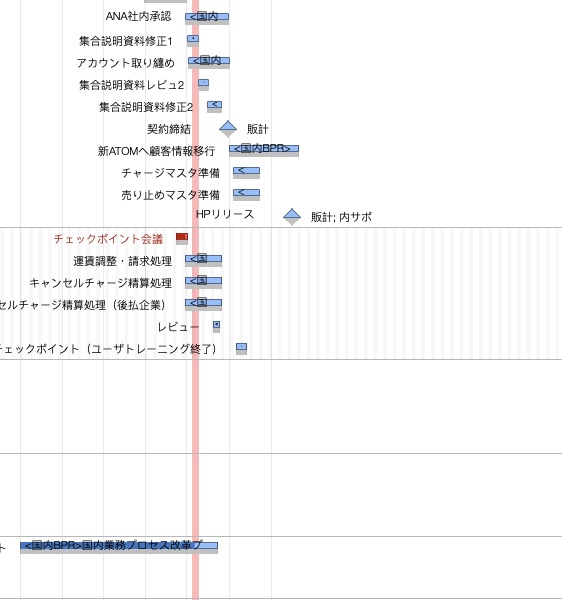 ANA社内承認 <国内
集合説明資料修正1
アカウント取り纏め <国内
集合説明資料レビュ2
集合説明資料修正2 <
契約締結 販計
新ATOMへ顧客情報移行 <国内BPR>
チャージマスタ準備 <
売り止めマスタ準備 <
HPリリース 販計; 内サポ
チェックポイント会議
運賃調整・請求処理 <国
キャンセルチャージ精算処理 <国
セルチャージ精算処理（後払企業） <国
レビュー
チェックポイント（ユーザトレーニング終了）
ト <国内BPR>国内業務プロセス改革プ